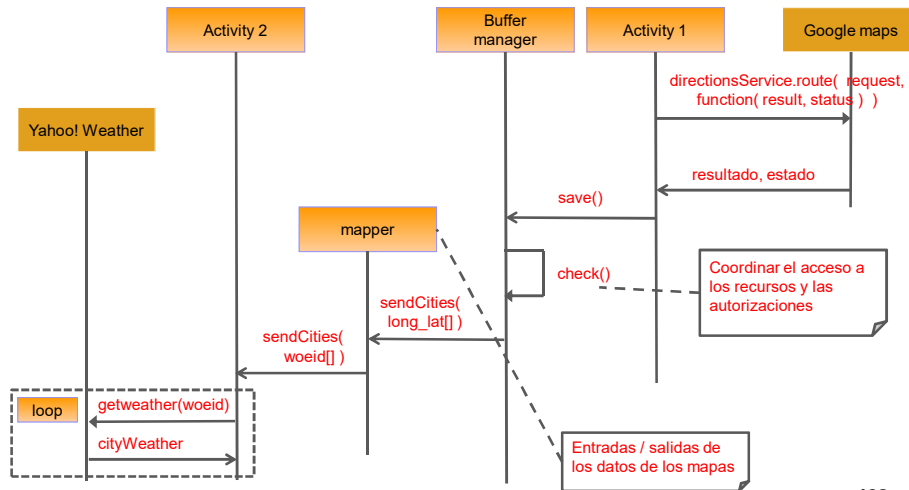 Activity 2
Buffer
manager
Activity 1
Google maps
directionsService.route( request,
function( result, status ) )
Yahoo! Weather
resultado, estado
save()
mapper
check()
Coordinar el acceso a
los recursos y las
autorizaciones
sendCities(
long_lat[] )
sendCities(
woeid[] )
loop
getweather(woeid)
cityWeather
Entradas / salidas de
los datos de los mapas